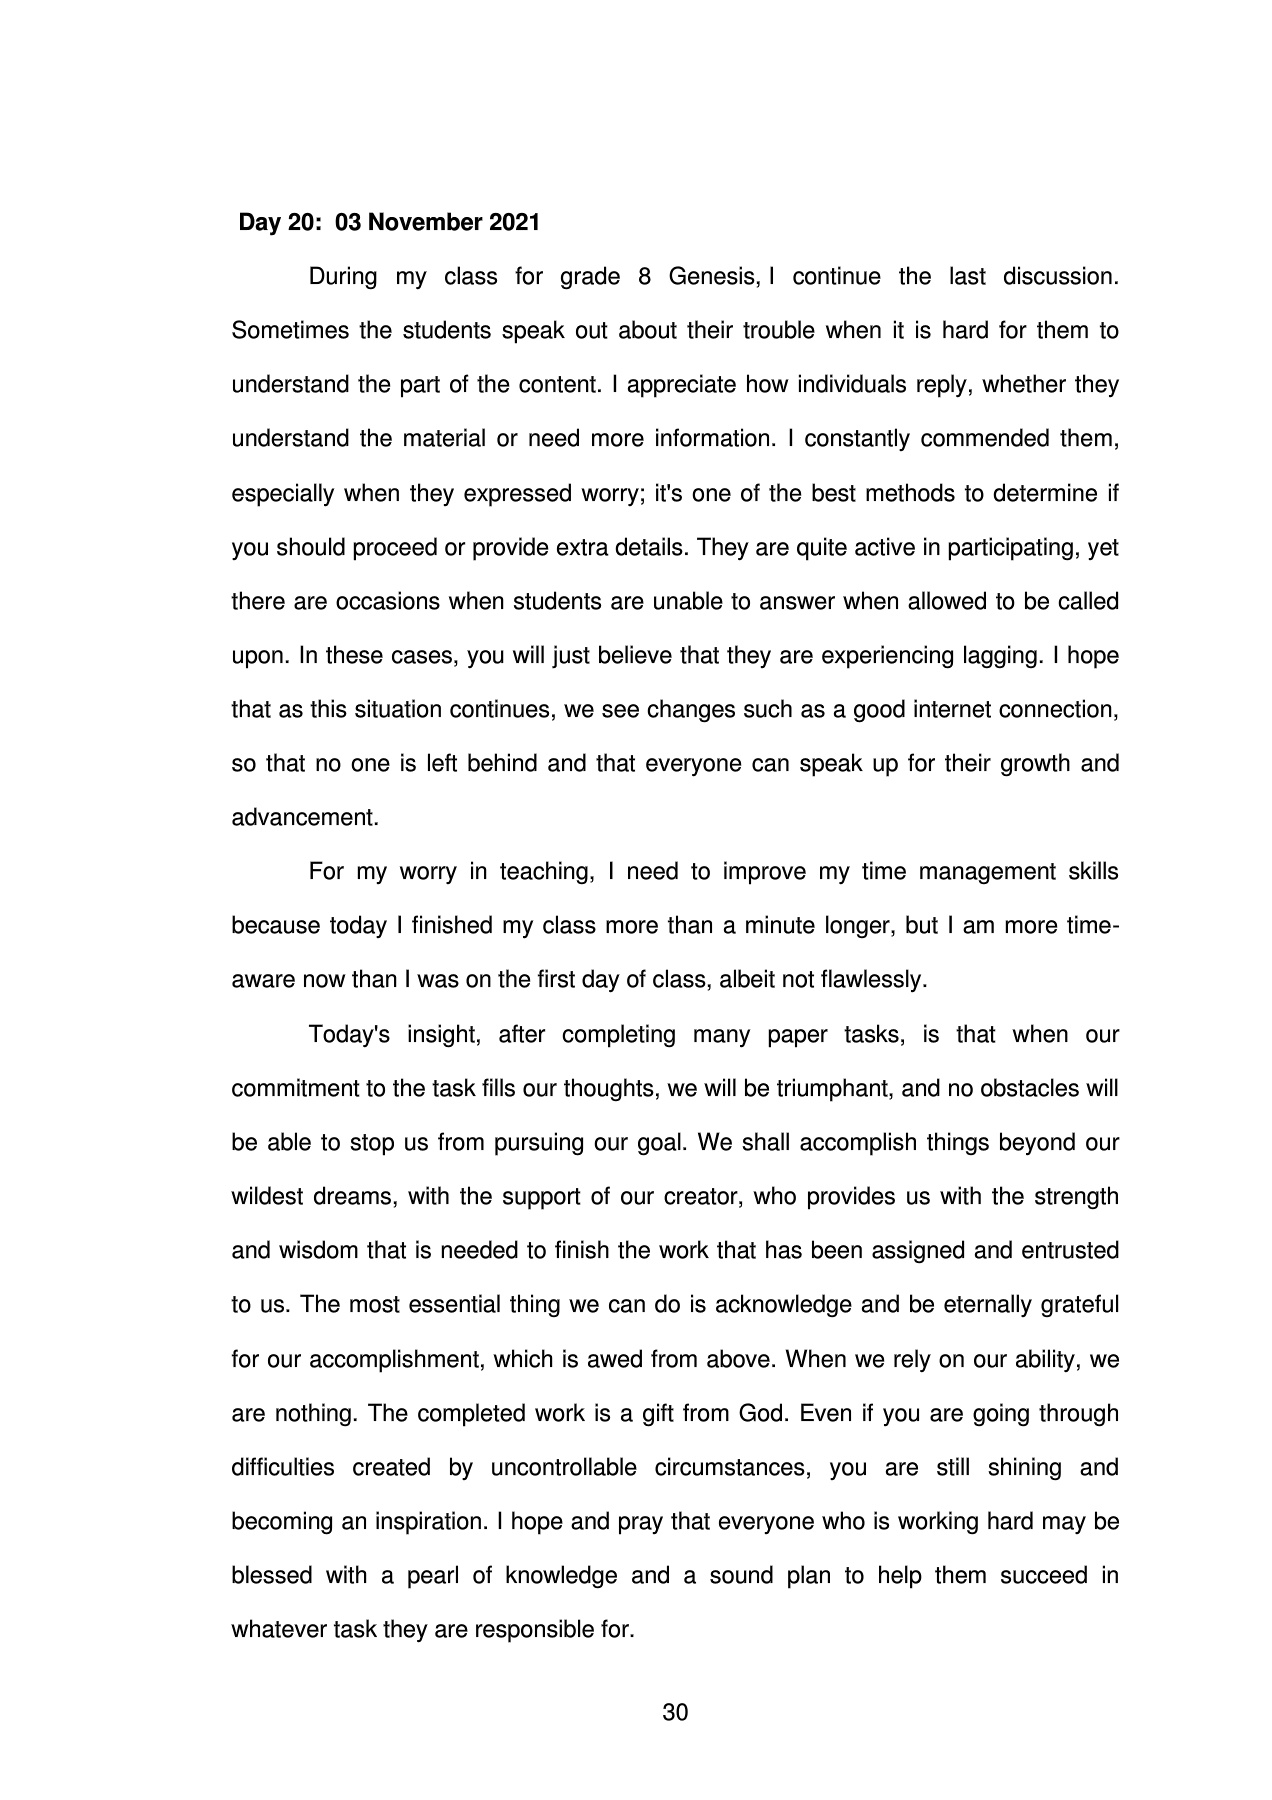 Day 20:  03 November 2021
During my class for grade 8 Genesis, I continue the last discussion.
Sometimes the students speak out about their trouble when it is hard for them to
understand the part of the content. I appreciate how individuals reply, whether they
understand the material or need more information. I constantly commended them,
especially when they expressed worry; it's one of the best methods to determine if
you should proceed or provide extra details. They are quite active in participating, yet
there are occasions when students are unable to answer when allowed to be called
upon. In these cases, you will just believe that they are experiencing lagging. I hope
that as this situation continues, we see changes such as a good internet connection,
so that no one is left behind and that everyone can speak up for their growth and
advancement.
For my worry in teaching, I need to improve my time management skills
because today I finished my class more than a minute longer, but I am more time-
aware now than I was on the first day of class, albeit not flawlessly.
Today's insight, after completing many paper tasks, is that when our
commitment to the task fills our thoughts, we will be triumphant, and no obstacles will
be able to stop us from pursuing our goal. We shall accomplish things beyond our
wildest dreams, with the support of our creator, who provides us with the strength
and wisdom that is needed to finish the work that has been assigned and entrusted
to us. The most essential thing we can do is acknowledge and be eternally grateful
for our accomplishment, which is awed from above. When we rely on our ability, we
are nothing. The completed work is a gift from God. Even if you are going through
difficulties created by uncontrollable circumstances, you are still shining and
becoming an inspiration. I hope and pray that everyone who is working hard may be
blessed with a pearl of knowledge and a sound plan to help them succeed in
whatever task they are responsible for.
30